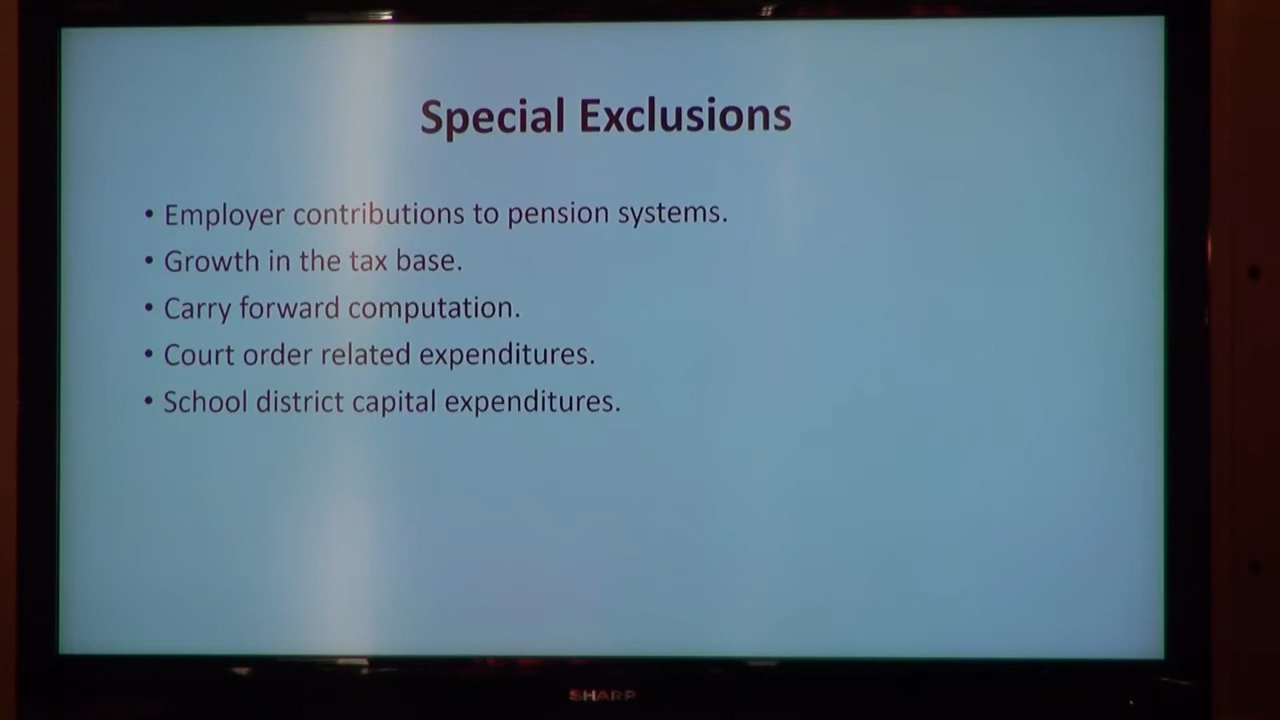 Special Exclusions
• Employer contributions to pension systems.
• Growth in the tax base.
• Carry forward computation.
• Court order related expenditures.
• School district capital expenditures.
SHARP